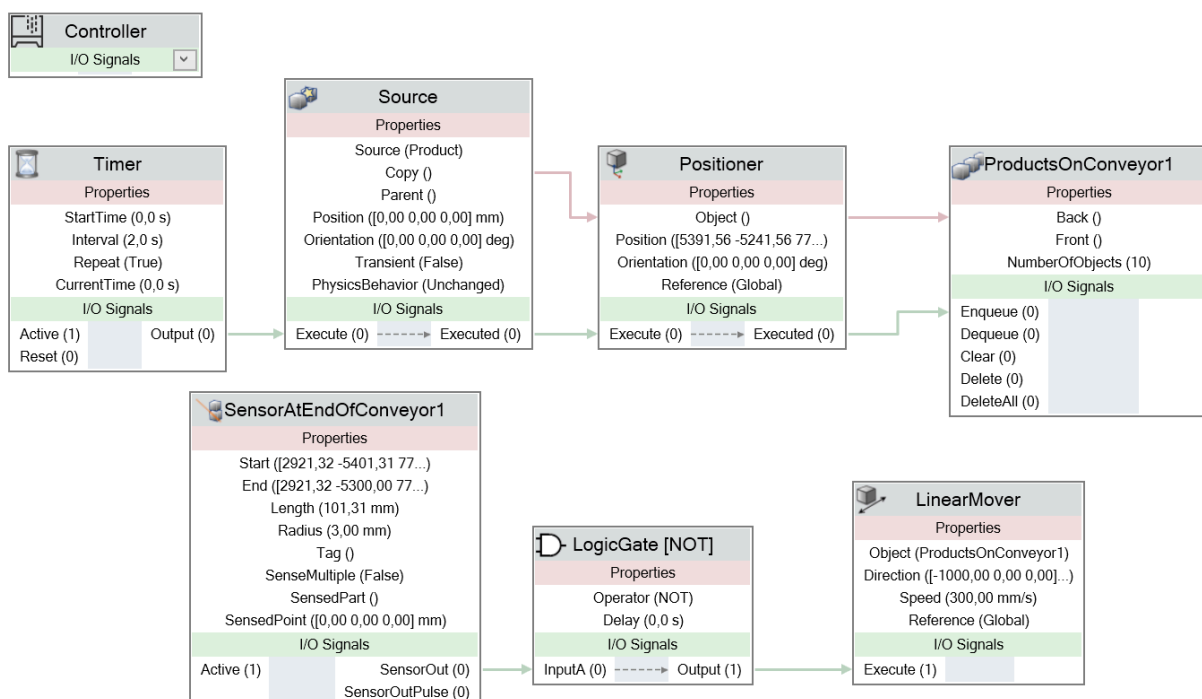 Controller
I/O Signals
Source
Properties
Source (Product)
Copy ()
Parent ()
Position ([0,00 0,00 0,00] mm)
Orientation ([0,00 0,00 0,00] deg)
Transient (False)
PhysicsBehavior (Unchanged)
I/O Signals
Execute (0) Executed (0)
Timer
Properties
StartTime (0,0 s)
Interval (2,0 s)
Repeat (True)
CurrentTime (0,0 s)
I/O Signals
Active (1) Output (0)
Reset (0)
Positioner
Properties
Object ()
Position ([5391,56 -5241,56 77...)
Orientation ([0,00 0,00 0,00] deg)
Reference (Global)
I/O Signals
Execute (0) Executed (0)
ProductsOnConveyor1
Properties
Back ()
Front ()
NumberOfObjects (10)
I/O Signals
Enqueue (0)
Dequeue (0)
Clear (0)
Delete (0)
DeleteAll (0)
SensorAtEndOfConveyor1
Properties
Start ([2921,32 -5401,31 77...)
End ([2921,32 -5300,00 77...)
Length (101,31 mm)
Radius (3,00 mm)
Tag ()
SenseMultiple (False)
SensedPart ()
SensedPoint ([0,00 0,00 0,00] mm)
I/O Signals
Active (1) SensorOut (0)
SensorOutPulse (0)
LogicGate [NOT]
Properties
Operator (NOT)
Delay (0,0 s)
I/O Signals
InputA (0) Output (1)
LinearMover
Properties
Object (ProductsOnConveyor1)
Direction ([-1000,00 0,00 0,00]...)
Speed (300,00 mm/s)
Reference (Global)
I/O Signals
Execute (1)